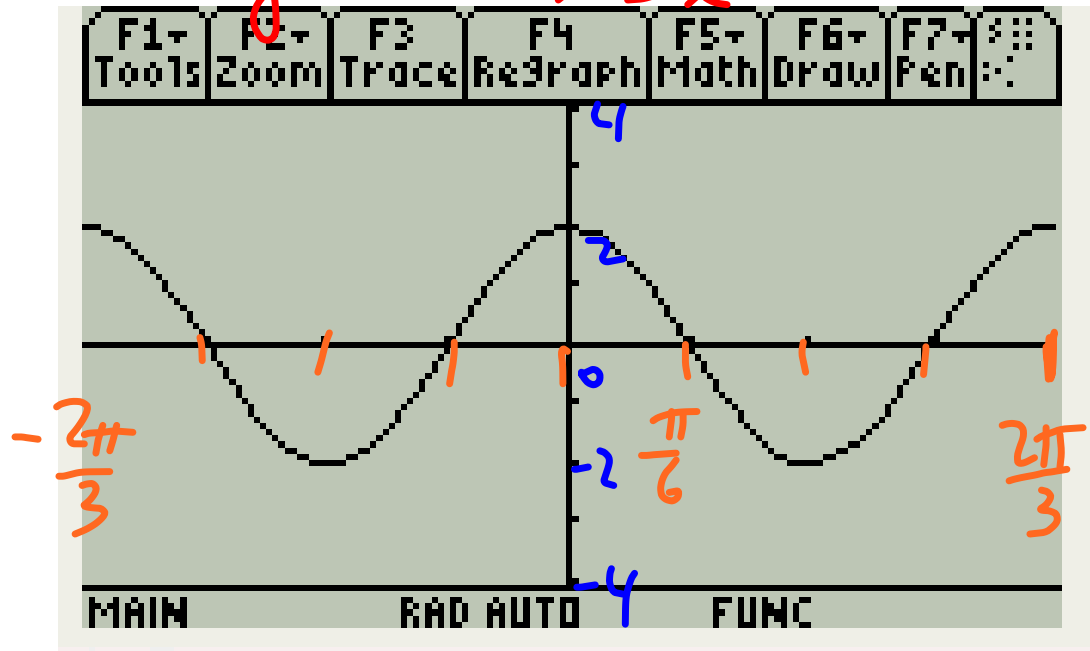 F1 F2 F3 F4 F5 F6 F7
Tools Zoom Trace ReGraph Math Draw Pen
4
2
0
-2π/3
π/6
2π/3
-2
-4
MAIN RAD AUTO FUNC